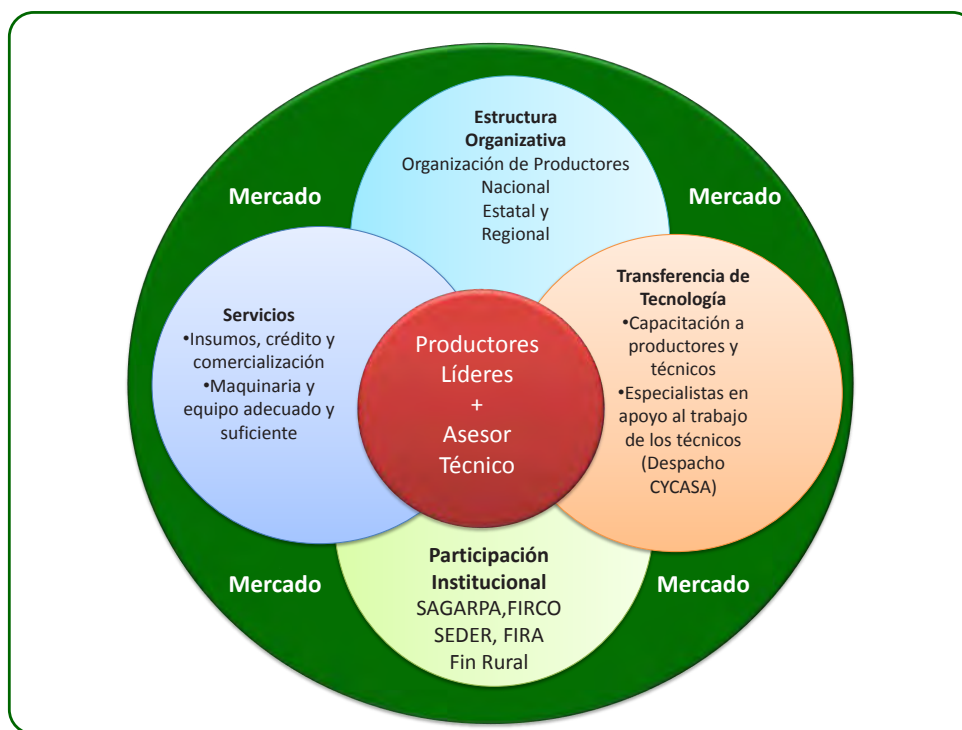 Estructura
Organizativa
Organización de Productores
Nacional
Estatal y
Regional
Mercado
Mercado
Servicios
•Insumos, crédito y
comercialización
•Maquinaria y
equipo adecuado y
suficiente
Productores
Líderes
+
Asesor
Técnico
Transferencia de
Tecnología
•Capacitación a
productores y
técnicos
•Especialistas en
apoyo al trabajo
de los técnicos
(Despacho
CYCASA)
Mercado
Mercado
Participación
Institucional
SAGARPA,FIRCO
SEDER, FIRA
Fin Rural